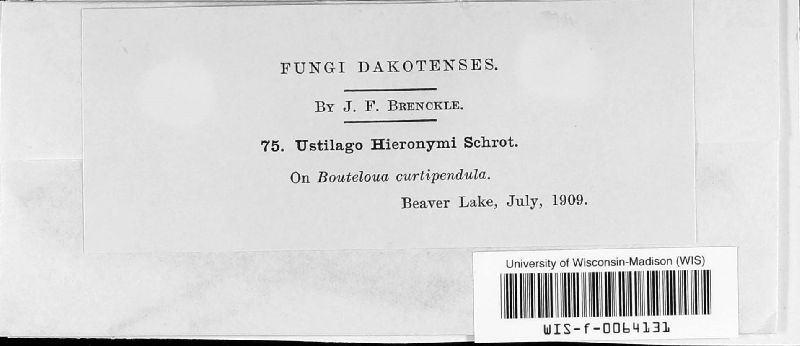 FUNGI DAKOTENSES.
BY J. F. BRENCKLE.
75. Ustilago Hieronymi Schrot.
On Bouteloua curtipendula.
Beaver Lake, July, 1909.
University of Wisconsin-Madison (WIS)
WIS-f-0064131